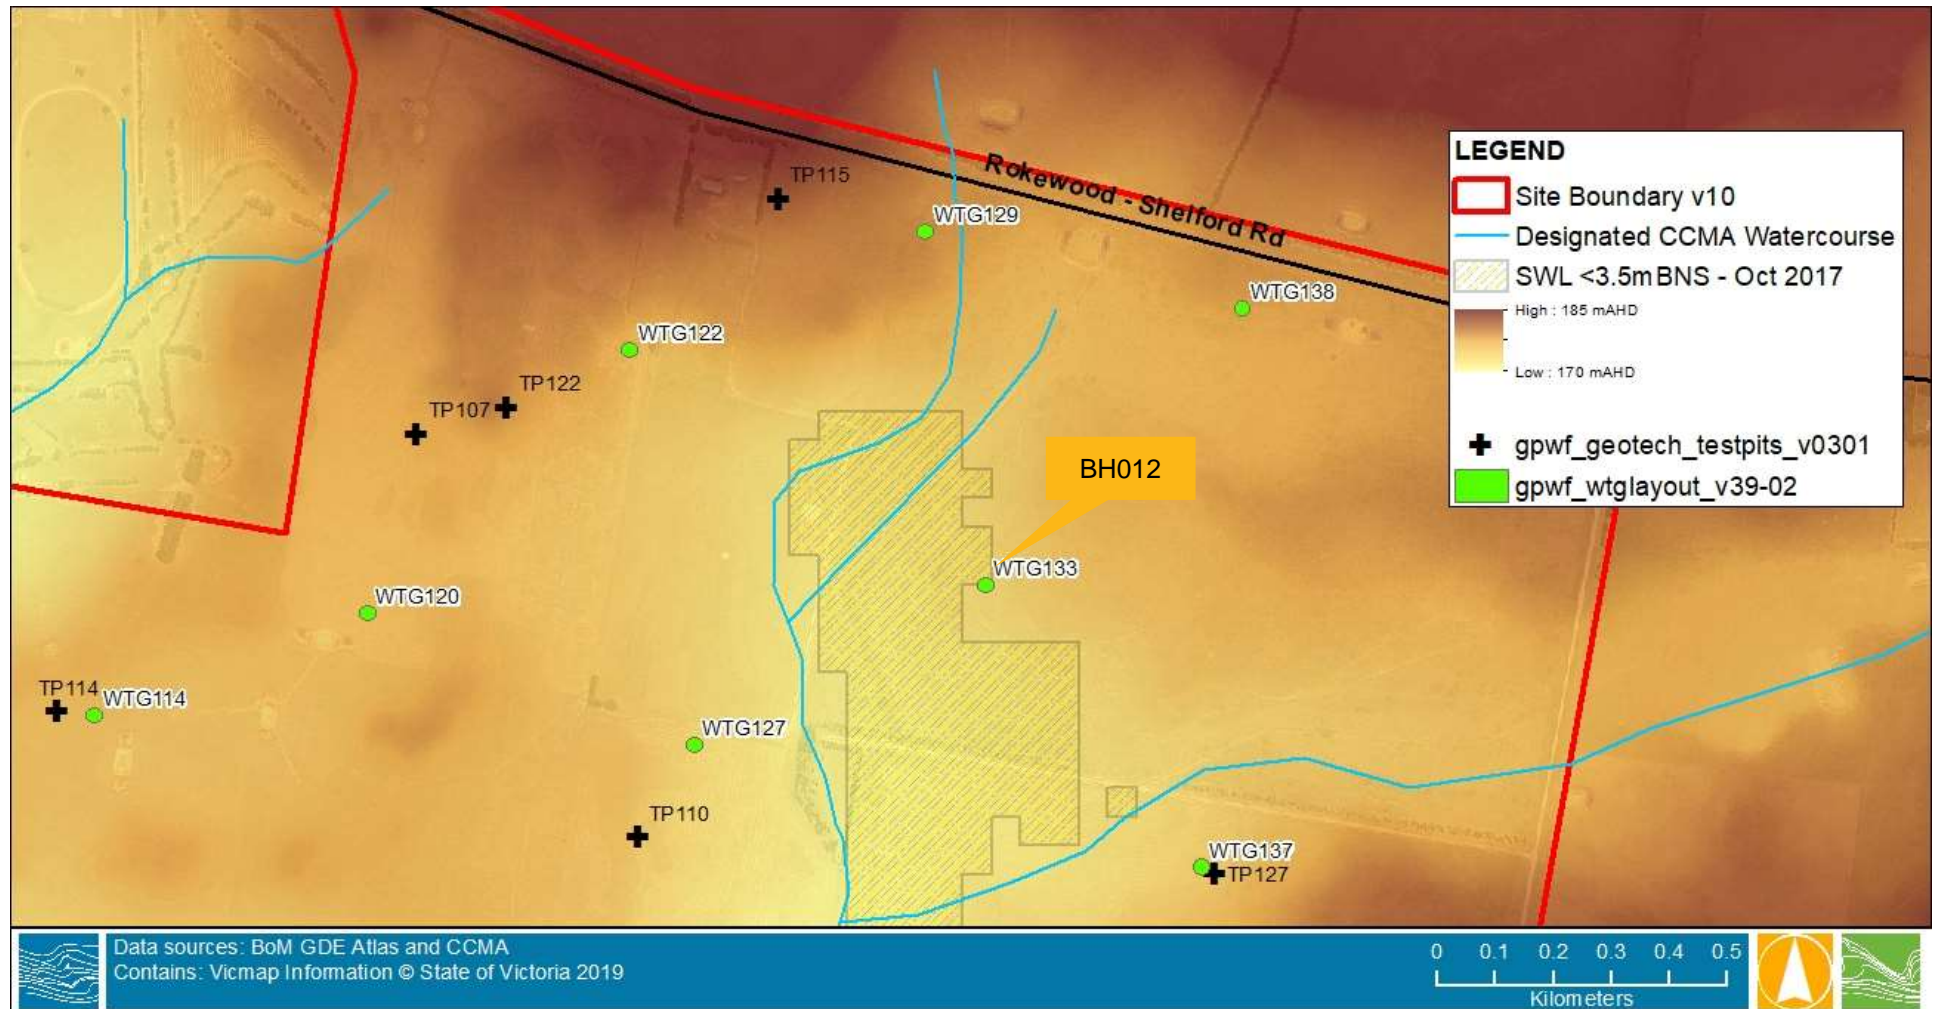 TP115
WTG129
Rokewood - Shelford Rd
WTG138
WTG122
TP122
TP107
BH012
WTG133
WTG120
TP114
WTG114
WTG127
TP110
WTG137
TP127
LEGEND
Site Boundary v10
Designated CCMA Watercourse
SWL <3.5mBNS - Oct 2017
High : 185 mAHD
Low : 170 mAHD
gpwf_geotech_testpits_v0301
gpwf_wtglayout_v39-02
Data sources: BoM GDE Atlas and CCMA
Contains: Vicmap Information © State of Victoria 2019
0 0.1 0.2 0.3 0.4 0.5
Kilometers